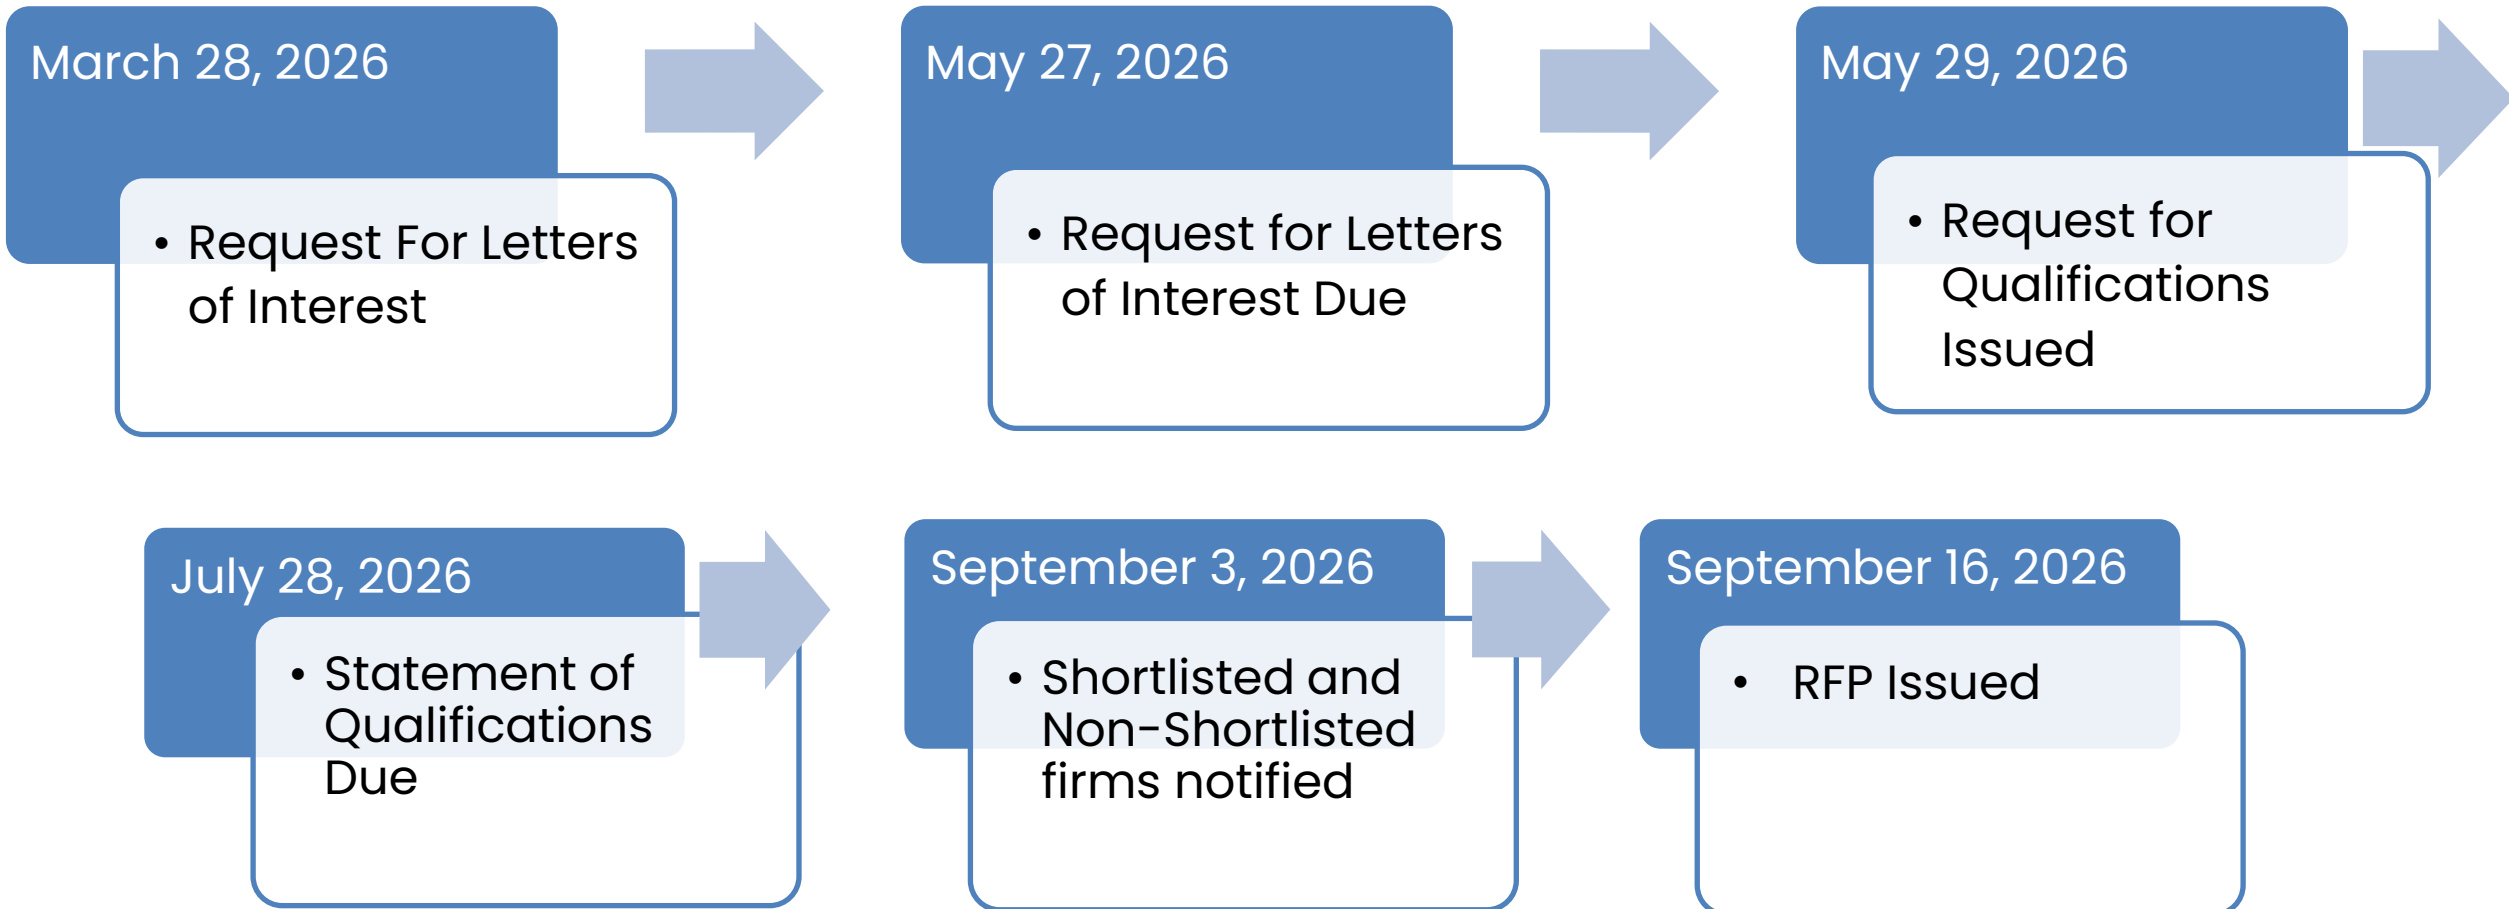 March 28, 2026
• Request For Letters
of Interest
May 27, 2026
• Request for Letters
of Interest Due
May 29, 2026
• Request for
Qualifications
Issued
July 28, 2026
• Statement of
Qualifications
Due
September 3, 2026
• Shortlisted and
Non-Shortlisted
firms notified
September 16, 2026
• RFP Issued